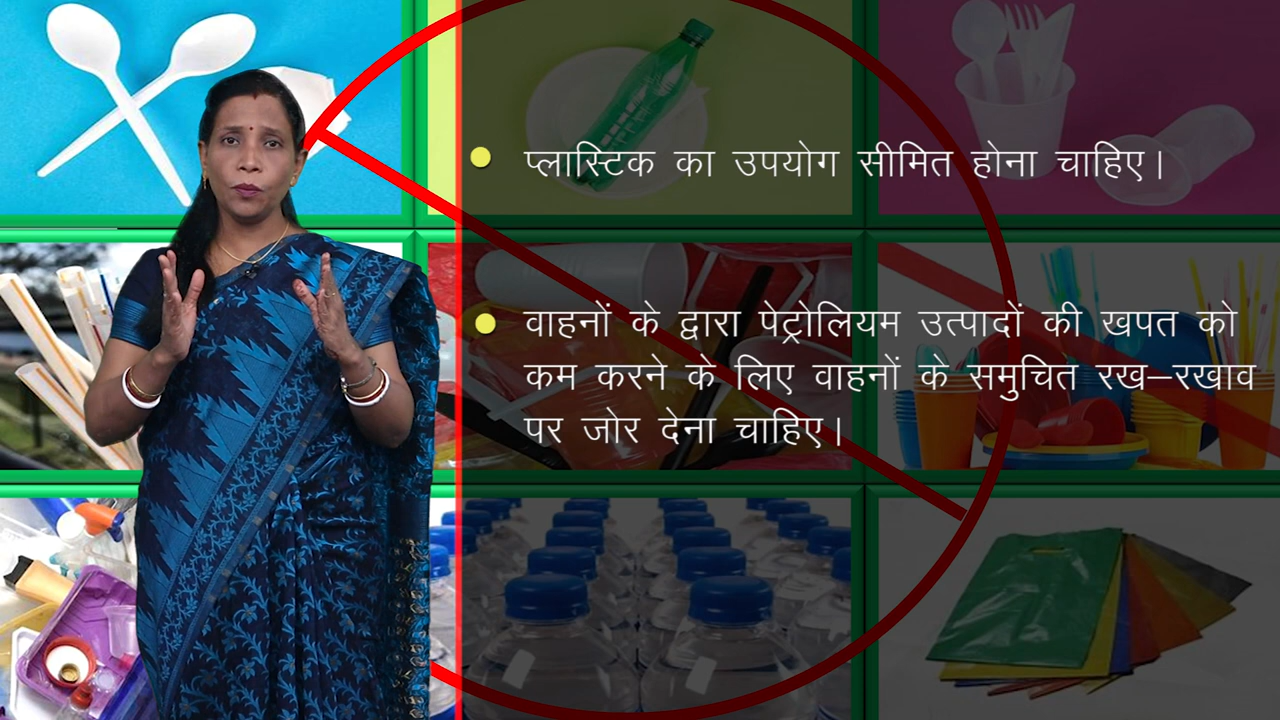 प्लास्टिक का उपयोग सीमित होना चाहिए।
वाहनों के द्वारा पेट्रोलियम उत्पादों की खपत को
कम करने के लिए वाहनों के समुचित रख–रखाव
पर जोर देना चाहिए।